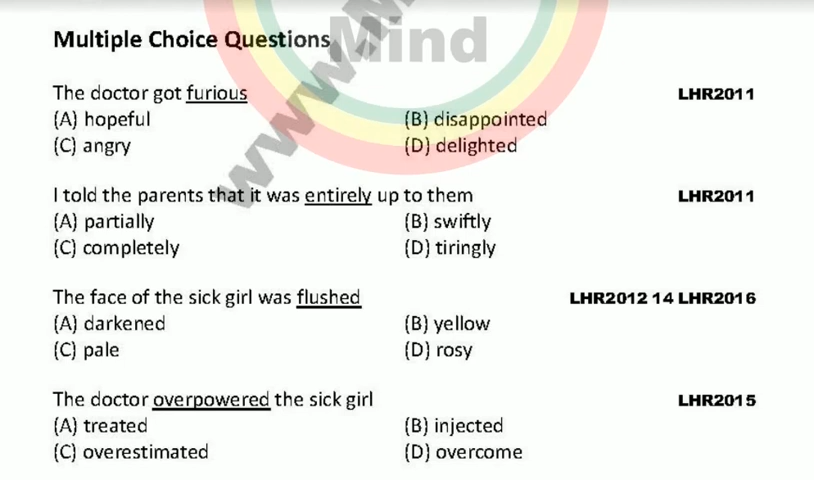 Mind
www.M
Multiple Choice Questions
The doctor got furious LHR2011
(A) hopeful (B) disappointed
(C) angry (D) delighted
I told the parents that it was entirely up to them LHR2011
(A) partially (B) swiftly
(C) completely (D) tiringly
The face of the sick girl was flushed LHR2012 14 LHR2016
(A) darkened (B) yellow
(C) pale (D) rosy
The doctor overpowered the sick girl LHR2015
(A) treated (B) injected
(C) overestimated (D) overcome